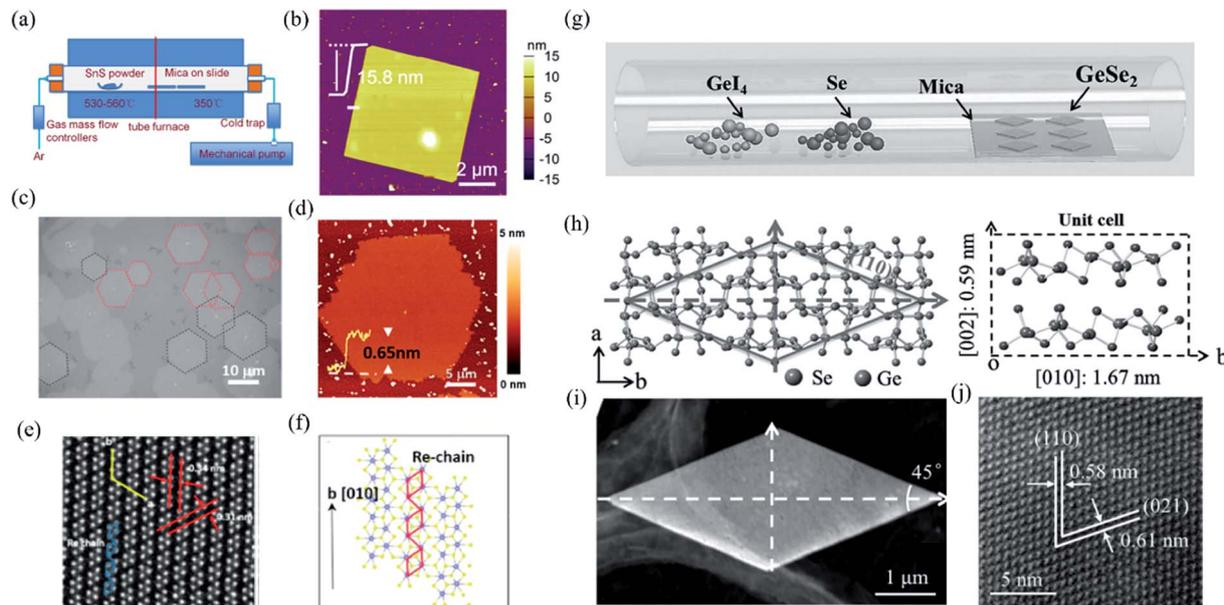 (a)
SnS powder
Mica on slide
530-560℃
350℃
Gas mass flow
controllers
tube furnace
Cold trap
Ar
Mechanical pump
(b)
15.8 nm
2 μm
nm
15
10
5
0
-5
-10
-15
(c)
10 μm
(d)
0.65nm
5 μm
5 nm
0 nm
(e)
b
0.34 nm
0.31 nm
Re chain
(f)
Re-chain
b [010]
(g)
GeI₄
Se
Mica
GeSe₂
(h)
(110)
a
b
Se
Ge
Unit cell
[002]: 0.59 nm
0
b
[010]: 1.67 nm
(i)
45°
1 μm
(j)
(110)
0.58 nm
(021)
0.61 nm
5 nm